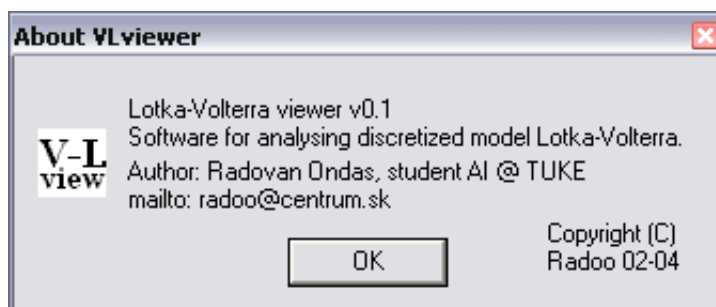 About VLviewer
V-L
view
Lotka-Volterra viewer v0.1
Software for analysing discretized model Lotka-Volterra.
Author: Radovan Ondas, student AI @ TUKE
mailto: radoo@centrum.sk
OK
Copyright (C)
Radoo 02-04